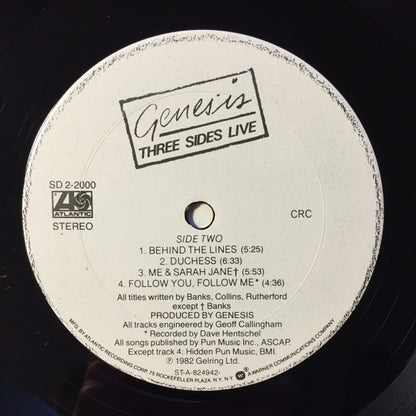 Genesis
THREE SIDES LIVE
SD 2-2000
ATLANTIC
STEREO
CRC
SIDE TWO
1. BEHIND THE LINES (5:25)
2. DUCHESS (6:33)
3. ME & SARAH JANE† (5:53)
4. FOLLOW YOU, FOLLOW ME* (4:36)
All titles written by Banks, Collins, Rutherford
except † Banks
PRODUCED BY GENESIS
All tracks engineered by Geoff Callingham
* Recorded by Dave Hentschel
All songs published by Pun Music Inc., ASCAP.
Except track 4: Hidden Pun Music, BMI.
℗ 1982 Gelring Ltd.
ST-A-824942-
MFG. BY ATLANTIC RECORDING CORP. 75 ROCKEFELLER PLAZA N.Y. N.Y. A WARNER COMMUNICATIONS COMPANY